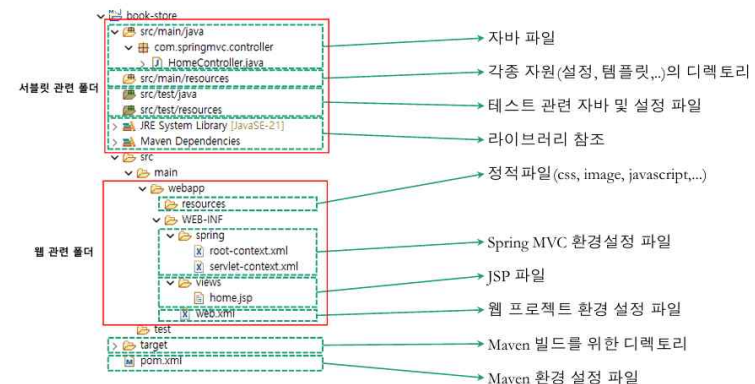 book-store
src/main/java
com.springmvc.controller
HomeController.java
src/main/resources
src/test/java
src/test/resources
JRE System Library [JavaSE-21]
Maven Dependencies
src
main
webapp
resources
WEB-INF
spring
root-context.xml
servlet-context.xml
views
home.jsp
web.xml
test
target
pom.xml
서블릿 관련 폴더
웹 관련 폴더
자바 파일
각종 자원(설정, 템플릿,..)의 디렉토리
테스트 관련 자바 및 설정 파일
라이브러리 참조
정적파일(css, image, javascript,...)
Spring MVC 환경설정 파일
JSP 파일
웹 프로젝트 환경 설정 파일
Maven 빌드를 위한 디렉토리
Maven 환경 설정 파일